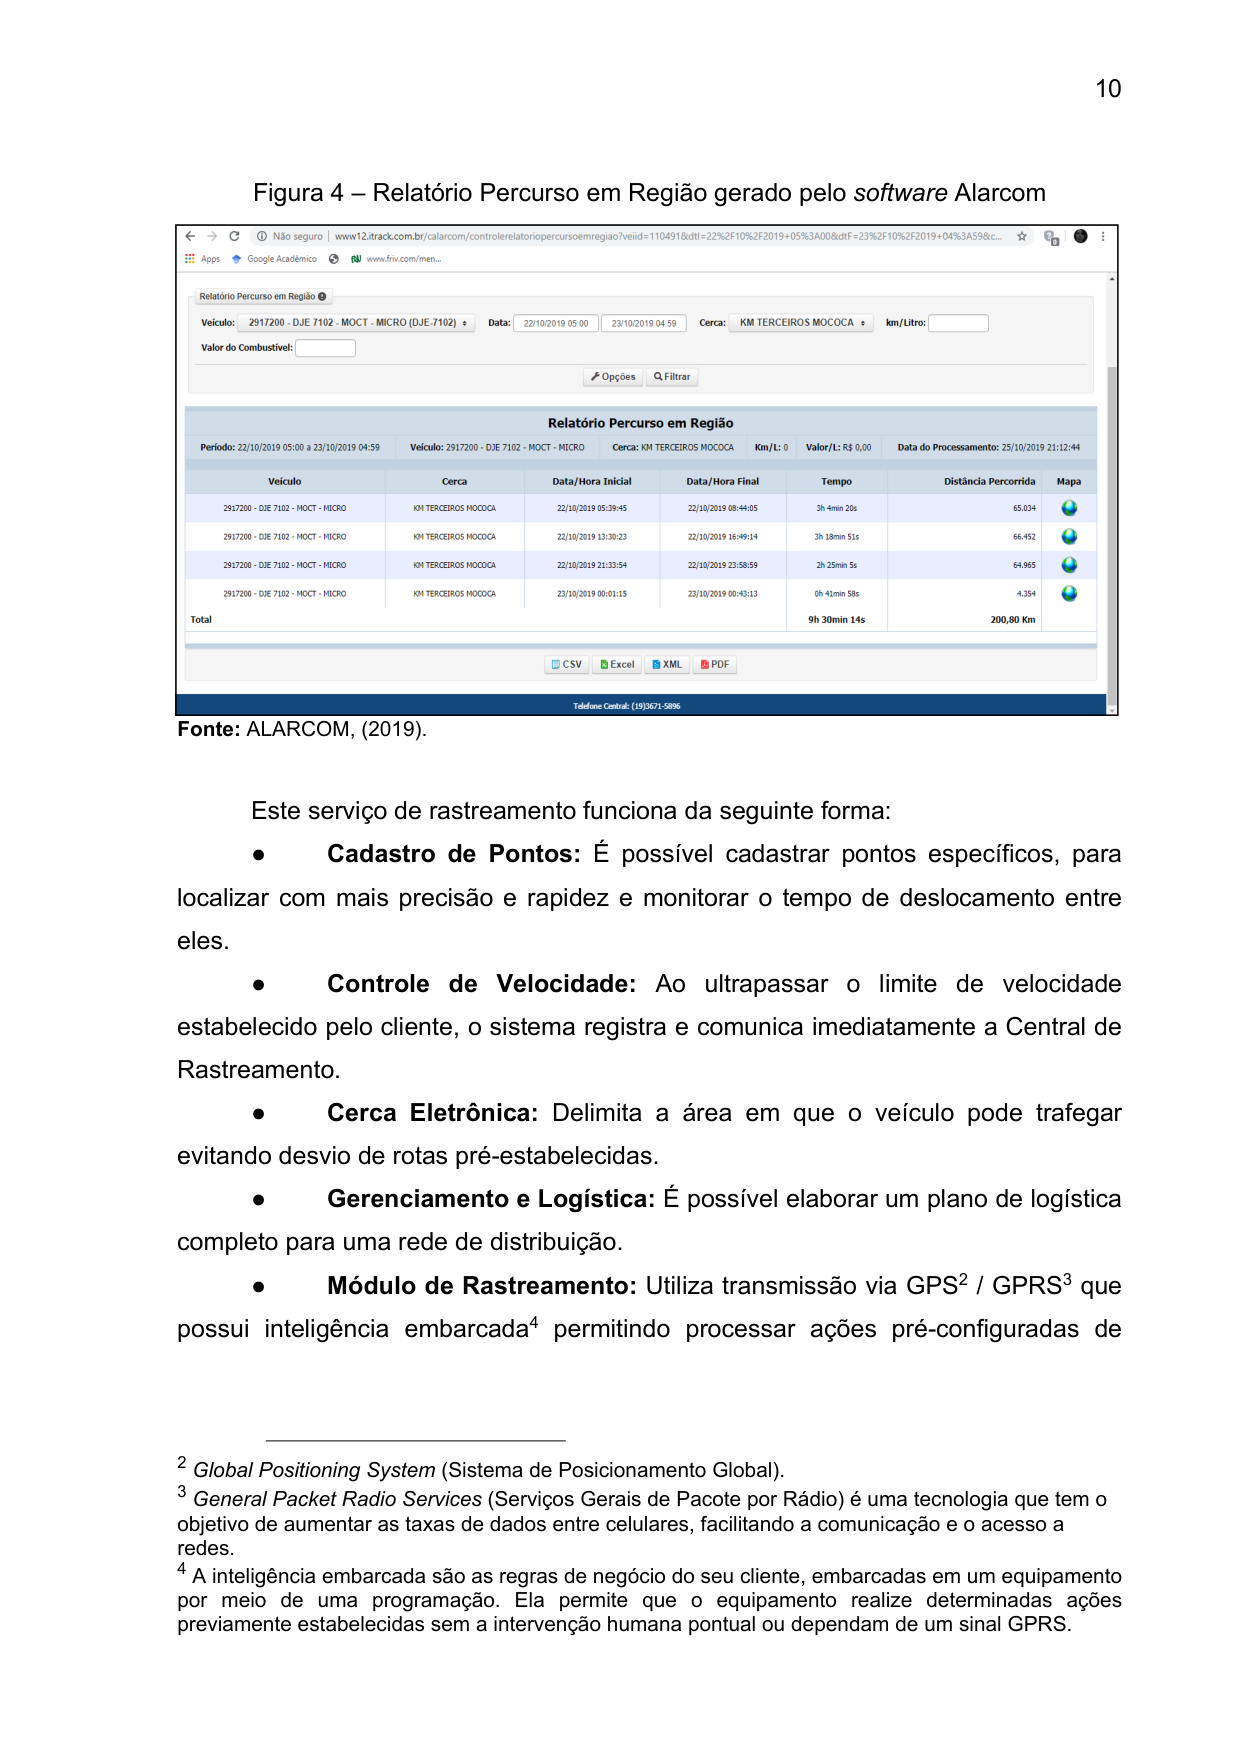 10
Figura 4 – Relatório Percurso em Região gerado pelo software Alarcom
Não seguro | www12.itrack.com.br/calarcom/controlerelatoriopercursoemregiao?veiid=110491&dtI=22%2F10%2F2019+05%3A00&dtF=23%2F10%2F2019+04%3A59&c...
Apps Google Acadêmico www.friv.com/men...
Relatório Percurso em Região
Veículo: 2917200 - DJE 7102 - MOCT - MICRO (DJE-7102) Data: 22/10/2019 05:00 23/10/2019 04:59 Cerca: KM TERCEIROS MOCOCA km/Litro:
Valor do Combustível:
Opções Filtrar
Relatório Percurso em Região
Período: 22/10/2019 05:00 a 23/10/2019 04:59 Veículo: 2917200 - DJE 7102 - MOCT - MICRO Cerca: KM TERCEIROS MOCOCA Km/L: 0 Valor/L: R$ 0,00 Data do Processamento: 25/10/2019 21:12:44
Veículo Cerca Data/Hora Inicial Data/Hora Final Tempo Distância Percorrida Mapa
2917200 - DJE 7102 - MOCT - MICRO KM TERCEIROS MOCOCA 22/10/2019 05:39:45 22/10/2019 08:44:05 3h 4min 20s 65.034
2917200 - DJE 7102 - MOCT - MICRO KM TERCEIROS MOCOCA 22/10/2019 13:30:23 22/10/2019 16:49:14 3h 18min 51s 66.452
2917200 - DJE 7102 - MOCT - MICRO KM TERCEIROS MOCOCA 22/10/2019 21:33:54 22/10/2019 23:58:59 2h 25min 5s 64.965
2917200 - DJE 7102 - MOCT - MICRO KM TERCEIROS MOCOCA 23/10/2019 00:01:15 23/10/2019 00:43:13 0h 41min 58s 4.354
Total 9h 30min 14s 200,80 Km
CSV Excel XML PDF
Telefone Central: (19)3671-5896
Fonte: ALARCOM, (2019).
Este serviço de rastreamento funciona da seguinte forma:
● Cadastro de Pontos: É possível cadastrar pontos específicos, para
localizar com mais precisão e rapidez e monitorar o tempo de deslocamento entre
eles.
● Controle de Velocidade: Ao ultrapassar o limite de velocidade
estabelecido pelo cliente, o sistema registra e comunica imediatamente a Central de
Rastreamento.
● Cerca Eletrônica: Delimita a área em que o veículo pode trafegar
evitando desvio de rotas pré-estabelecidas.
● Gerenciamento e Logística: É possível elaborar um plano de logística
completo para uma rede de distribuição.
● Módulo de Rastreamento: Utiliza transmissão via GPS2 / GPRS3 que
possui inteligência embarcada4 permitindo processar ações pré-configuradas de
2 Global Positioning System (Sistema de Posicionamento Global).
3 General Packet Radio Services (Serviços Gerais de Pacote por Rádio) é uma tecnologia que tem o
objetivo de aumentar as taxas de dados entre celulares, facilitando a comunicação e o acesso a
redes.
4 A inteligência embarcada são as regras de negócio do seu cliente, embarcadas em um equipamento
por meio de uma programação. Ela permite que o equipamento realize determinadas ações
previamente estabelecidas sem a intervenção humana pontual ou dependam de um sinal GPRS.